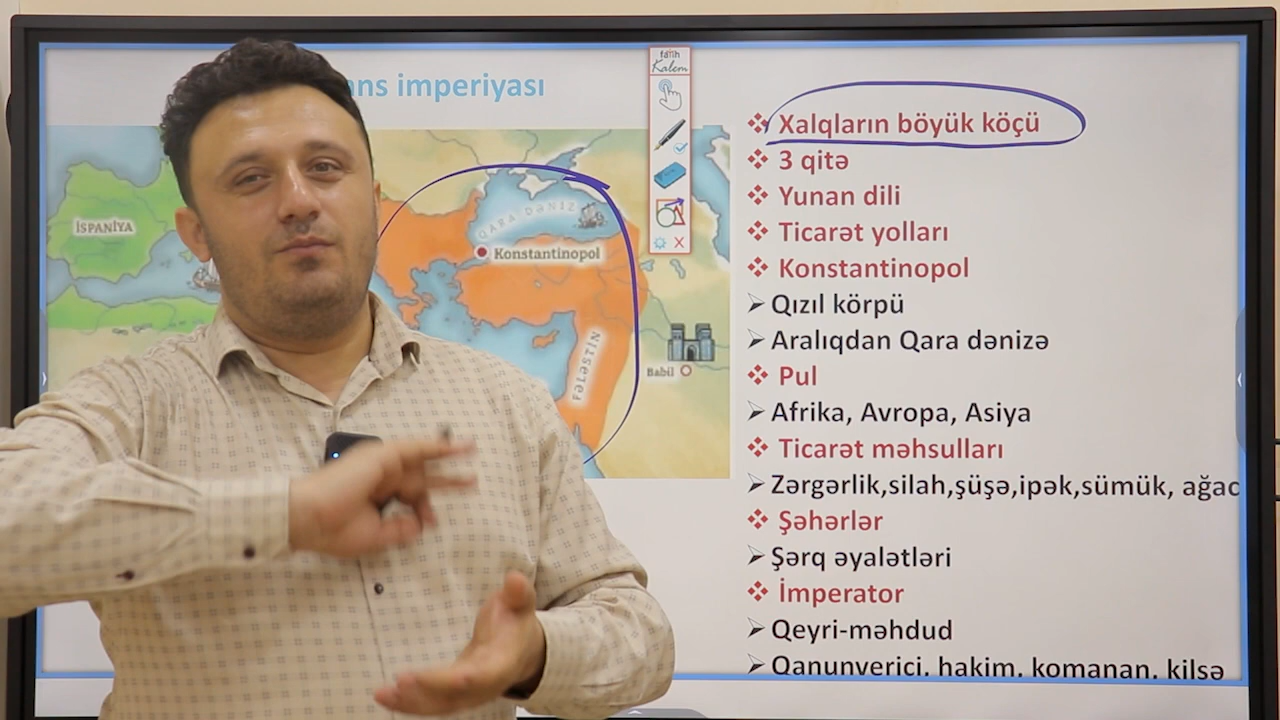 imperiyası
İSPANİYA
QARA DƏNİZ
Konstantinopol
FƏLƏSTİN
Babil
fatih
Kalem
Xalqların böyük köçü
3 qitə
Yunan dili
Ticarət yolları
Konstantinopol
Qızıl körpü
Aralıqdan Qara dənizə
Pul
Afrika, Avropa, Asiya
Ticarət məhsulları
Zərgərlik,silah,şüşə,ipək,sümük, ağac
Şəhərlər
Şərq əyalətləri
İmperator
Qeyri-məhdud
Qanunverici, hakim, komanan, kilsə